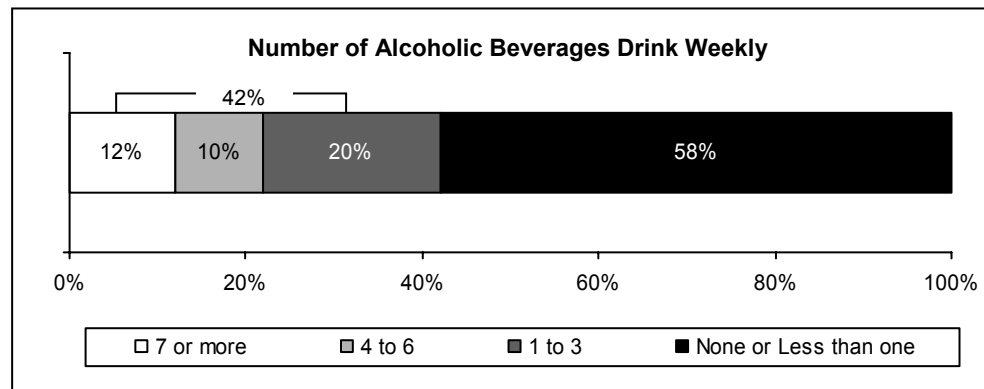 Number of Alcoholic Beverages Drink Weekly
42%
12% 10% 20% 58%
0% 20% 40% 60% 80% 100%
7 or more 4 to 6 1 to 3 None or Less than one